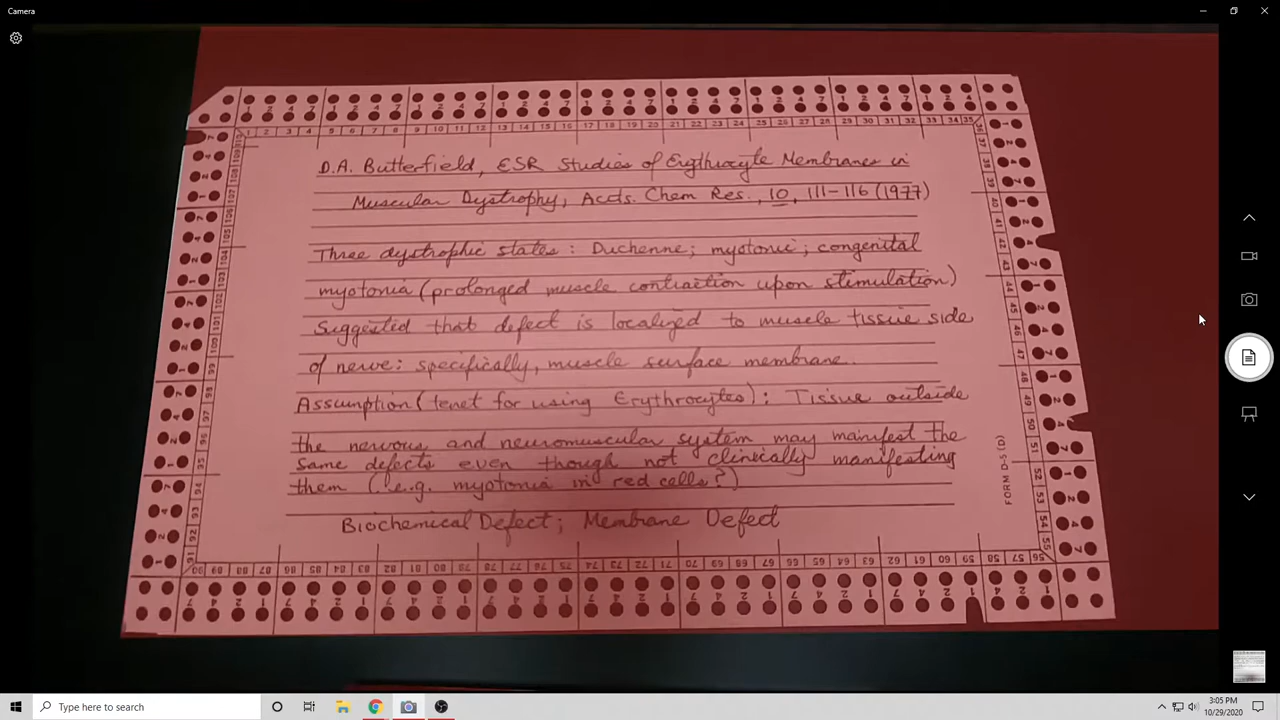 Camera
D.A. Butterfield, ESR Studies of Erythrocyte Membranes in
Muscular Dystrophy, Accts. Chem Res., 10, 111-116 (1977)
Three dystrophic states: Duchenne; myotonic; congenital
myotonia (prolonged muscle contraction upon stimulation)
Suggested that defect is localized to muscle tissue side
of nerve: specifically, muscle surface membrane.
Assumption (tenet for using Erythrocytes): Tissue outside
the nervous and neuromuscular system may manifest the
same defects even though not clinically manifesting
them (i.e.g. myotonia in red cells?)
Biochemical Defect; Membrane Defect
FORM D-5 (D)
Type here to search
3:05 PM
10/29/2020